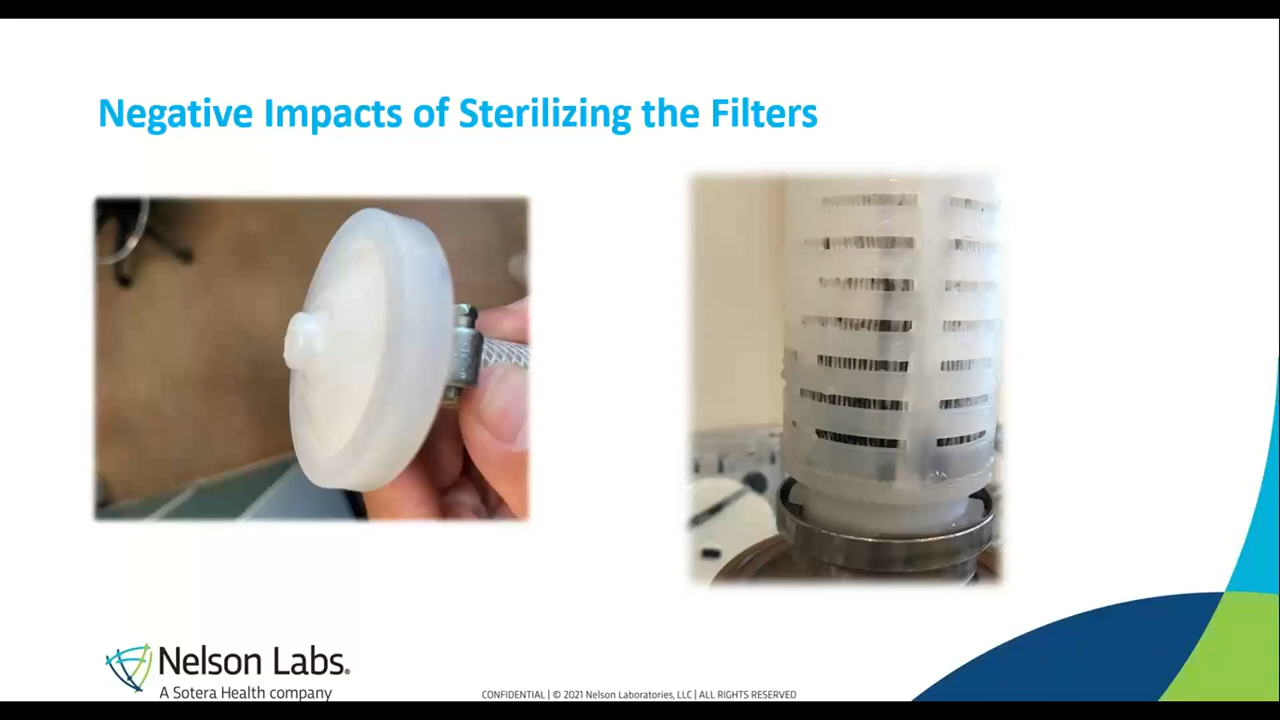 Negative Impacts of Sterilizing the Filters
Nelson Labs®
A Sotera Health company
CONFIDENTIAL | © 2021 Nelson Laboratories, LLC | ALL RIGHTS RESERVED